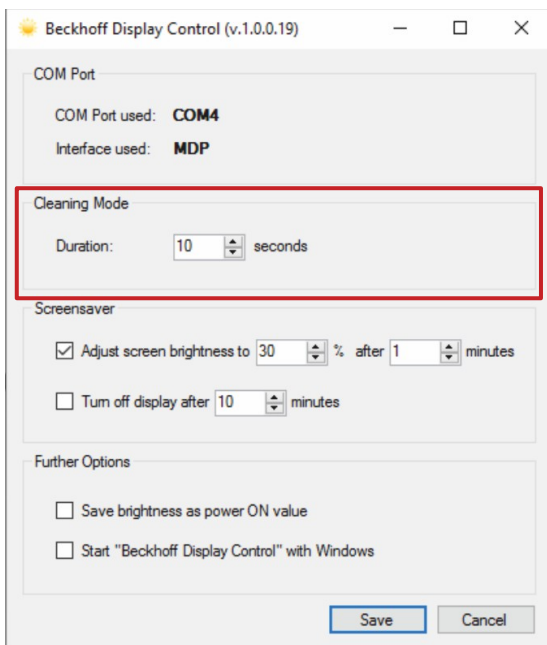 Beckhoff Display Control (v.1.0.0.19)
COM Port
COM Port used: COM4
Interface used: MDP
Cleaning Mode
Duration: 10 seconds
Screensaver
Adjust screen brightness to 30 % after 1 minutes
Turn off display after 10 minutes
Further Options
Save brightness as power ON value
Start "Beckhoff Display Control" with Windows
Save Cancel